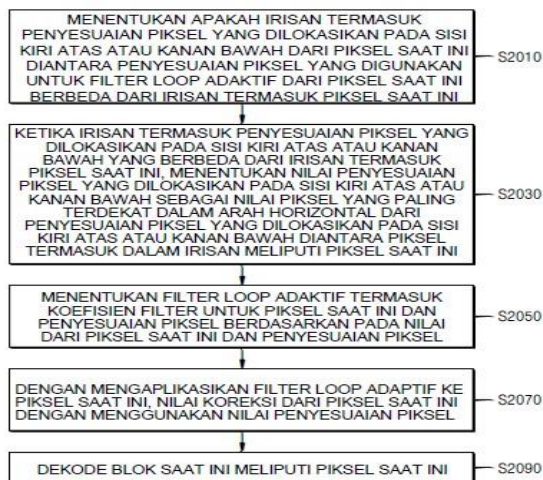 MENENTUKAN APAKAH IRISAN TERMASUK
PENYESUAIAN PIKSEL YANG DILOKASIKAN PADA SISI
KIRI ATAS ATAU KANAN BAWAH DARI PIKSEL SAAT INI
DIANTARA PENYESUAIAN PIKSEL YANG DIGUNAKAN
UNTUK FILTER LOOP ADAKTIF DARI PIKSEL SAAT INI
BERBEDA DARI IRISAN TERMASUK PIKSEL SAAT INI
S2010
KETIKA IRISAN TERMASUK PENYESUAIAN PIKSEL YANG
DILOKASIKAN PADA SISI KIRI ATAS ATAU KANAN
BAWAH YANG BERBEDA DARI IRISAN TERMASUK
PIKSEL SAAT INI, MENENTUKAN NILAI PENYESUAIAN
PIKSEL YANG DILOKASIKAN PADA SISI KIRI ATAS ATAU
KANAN BAWAH SEBAGAI NILAI PIKSEL YANG PALING
TERDEKAT DALAM ARAH HORIZONTAL DARI
PENYESUAIAN PIKSEL YANG DILOKASIKAN PADA SISI
KIRI ATAS ATAU KANAN BAWAH DIANTARA PIKSEL
TERMASUK DALAM IRISAN MELIPUTI PIKSEL SAAT INI
S2030
MENENTUKAN FILTER LOOP ADAKTIF TERMASUK
KOEFISIEN FILTER UNTUK PIKSEL SAAT INI DAN
PENYESUAIAN PIKSEL BERDASARKAN PADA NILAI
DARI PIKSEL SAAT INI DAN PENYESUAIAN PIKSEL
S2050
DENGAN MENGAPLIKASIKAN FILTER LOOP ADAPTIF KE
PIKSEL SAAT INI, NILAI KOREKSI DARI PIKSEL SAAT INI
DENGAN MENGGUNAKAN NILAI PENYESUAIAN PIKSEL
S2070
DEKODE BLOK SAAT INI MELIPUTI PIKSEL SAAT INI
S2090